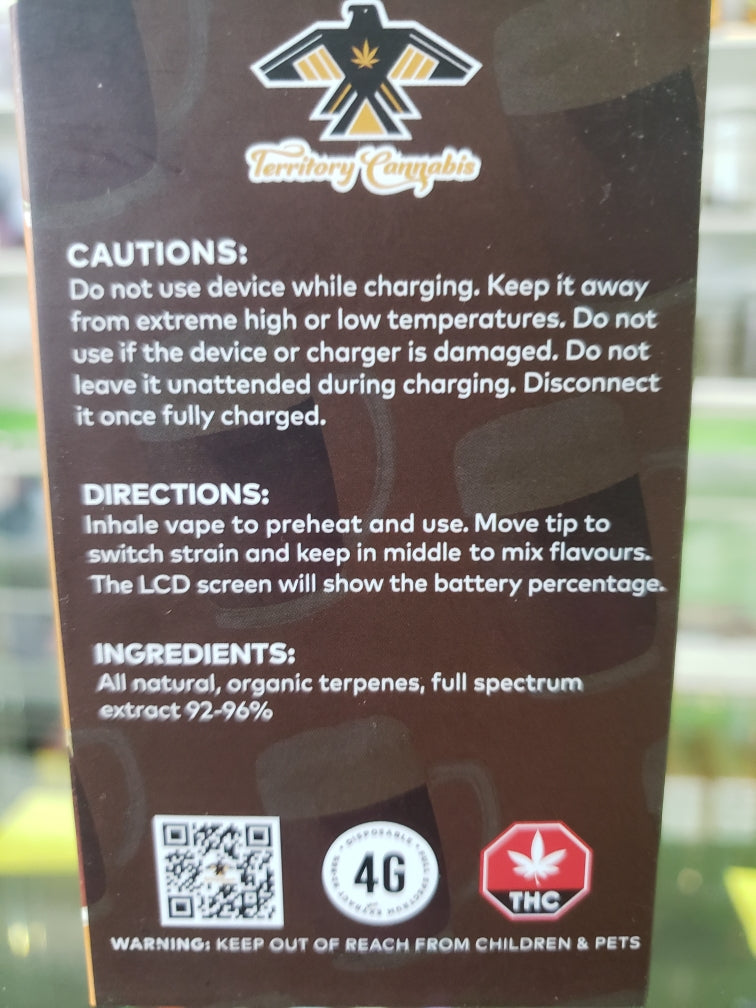 Territory Cannabis
CAUTIONS:
Do not use device while charging. Keep it away
from extreme high or low temperatures. Do not
use if the device or charger is damaged. Do not
leave it unattended during charging. Disconnect
it once fully charged.
DIRECTIONS:
Inhale vape to preheat and use. Move tip to
switch strain and keep in middle to mix flavours.
The LCD screen will show the battery percentage.
INGREDIENTS:
All natural, organic terpenes, full spectrum
extract 92-96%
DISPOSABLE
4G
FULL SPECTRUM
EXTRACT
THC
WARNING: KEEP OUT OF REACH FROM CHILDREN & PETS